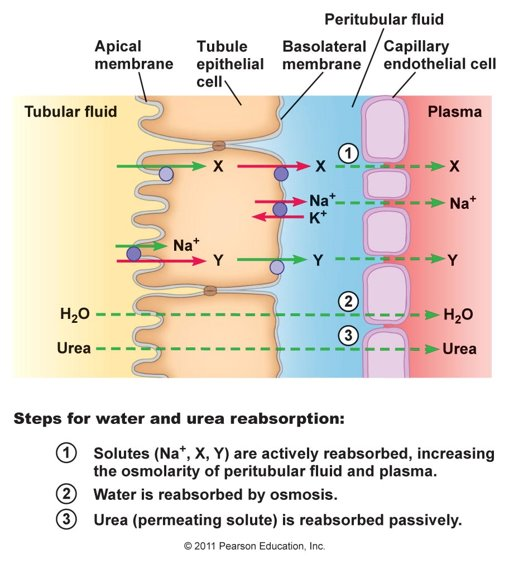 Peritubular fluid
Apical membrane
Tubule epithelial cell
Basolateral membrane
Capillary endothelial cell
Tubular fluid
Plasma
1
X
X
X
Na⁺
Na⁺
K⁺
Na⁺
Y
Y
Y
2
H₂O
H₂O
3
Urea
Urea
Steps for water and urea reabsorption:
1 Solutes (Na⁺, X, Y) are actively reabsorbed, increasing
the osmolarity of peritubular fluid and plasma.
2 Water is reabsorbed by osmosis.
3 Urea (permeating solute) is reabsorbed passively.
© 2011 Pearson Education, Inc.